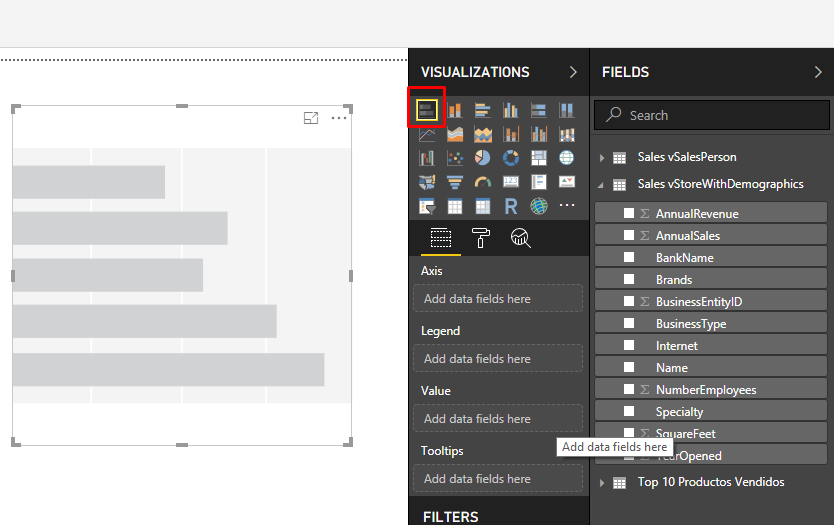 VISUALIZATIONS
Axis
Add data fields here
Legend
Add data fields here
Value
Add data fields here
Tooltips
Add data fields here
FILTERS
FIELDS
Search
Sales vSalesPerson
Sales vStoreWithDemographics
Σ AnnualRevenue
Σ AnnualSales
BankName
Brands
Σ BusinessEntityID
BusinessType
Internet
Name
Σ NumberEmployees
Specialty
Σ SquareFeet
Add data fields here
YearOpened
Top 10 Productos Vendidos
123
R